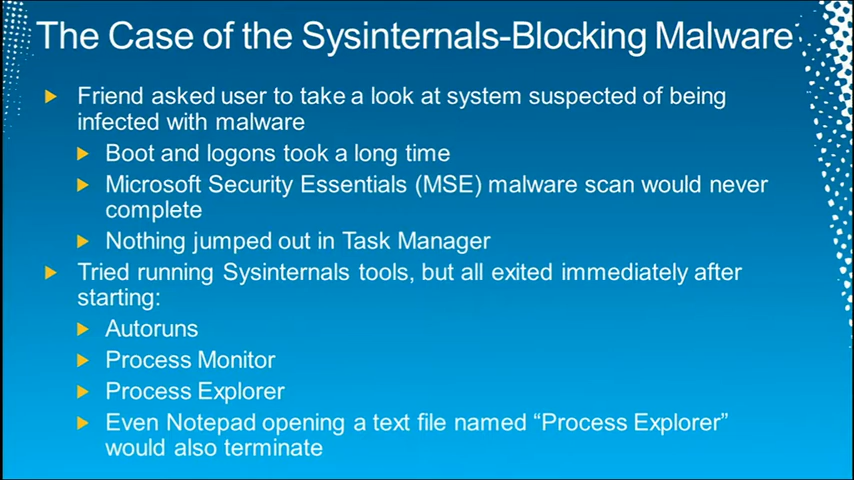 The Case of the Sysinternals-Blocking Malware
Friend asked user to take a look at system suspected of being
infected with malware
Boot and logons took a long time
Microsoft Security Essentials (MSE) malware scan would never
complete
Nothing jumped out in Task Manager
Tried running Sysinternals tools, but all exited immediately after
starting:
Autoruns
Process Monitor
Process Explorer
Even Notepad opening a text file named “Process Explorer”
would also terminate